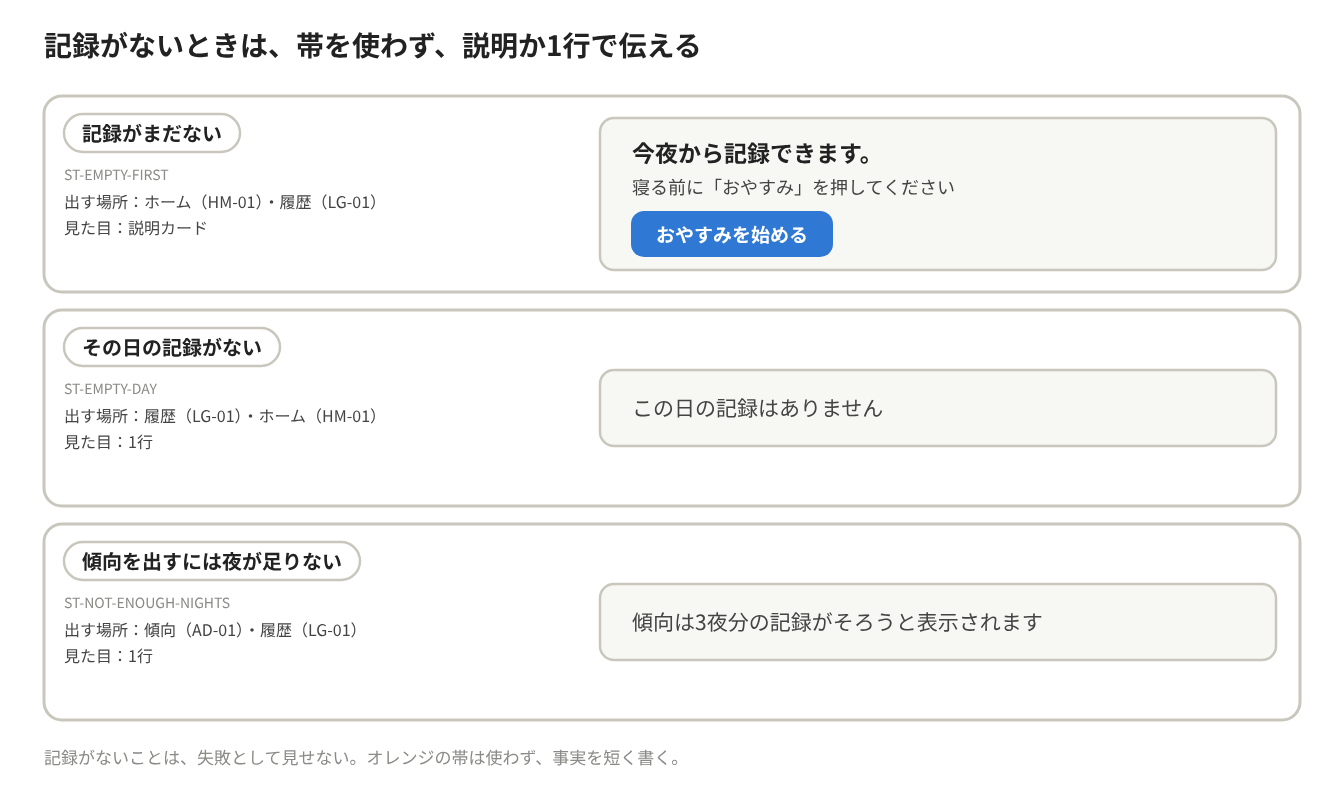 記録がないときは、帯を使わず、説明か1行で伝える
記録がまだない
ST-EMPTY-FIRST
出す場所：ホーム（HM-01）・履歴（LG-01）
見た目：説明カード
今夜から記録できます。
寝る前に「おやすみ」を押してください
おやすみを始める
その日の記録がない
ST-EMPTY-DAY
出す場所：履歴（LG-01）・ホーム（HM-01）
見た目：1行
この日の記録はありません
傾向を出すには夜が足りない
ST-NOT-ENOUGH-NIGHTS
出す場所：傾向（AD-01）・履歴（LG-01）
見た目：1行
傾向は3夜分の記録がそろうと表示されます
記録がないことは、失敗として見せない。オレンジの帯は使わず、事実を短く書く。